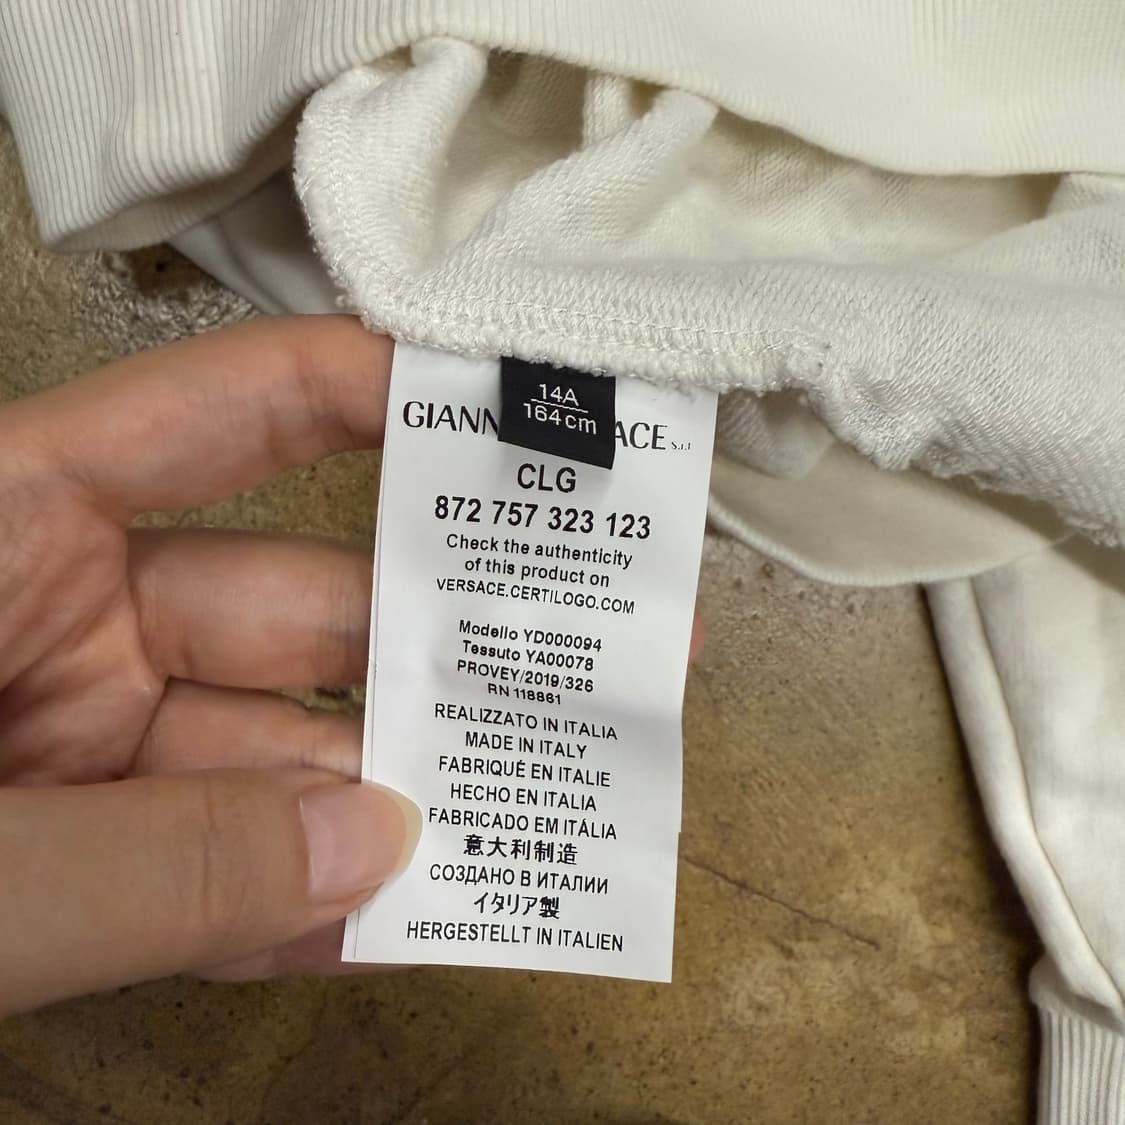 14A
164cm
GIANN ACE S.r.l
CLG
872 757 323 123
Check the authenticity
of this product on
VERSACE.CERTILOGO.COM
Modello YD000094
Tessuto YA00078
PROVEY/2019/326
RN 118861
REALIZZATO IN ITALIA
MADE IN ITALY
FABRIQUÉ EN ITALIE
HECHO EN ITALIA
FABRICADO EM ITÁLIA
意大利制造
СОЗДАНО В ИТАЛИИ
イタリア製
HERGESTELLT IN ITALIEN